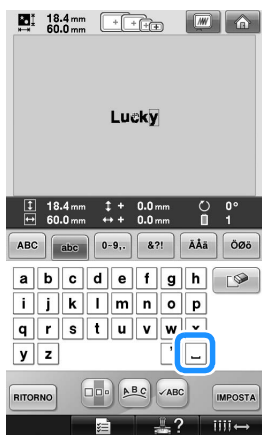 18.4 mm
60.0 mm
Lucky
18.4 mm + 0.0 mm 0°
60.0 mm + 0.0 mm 1
ABC abc 0-9,. &?! ÄÅä ÖØö
a b c d e f g h
i j k l m n o p
q r s t u v w x
y z ' ⎵
RITORNO ABC ✓ABC IMPOSTA
?